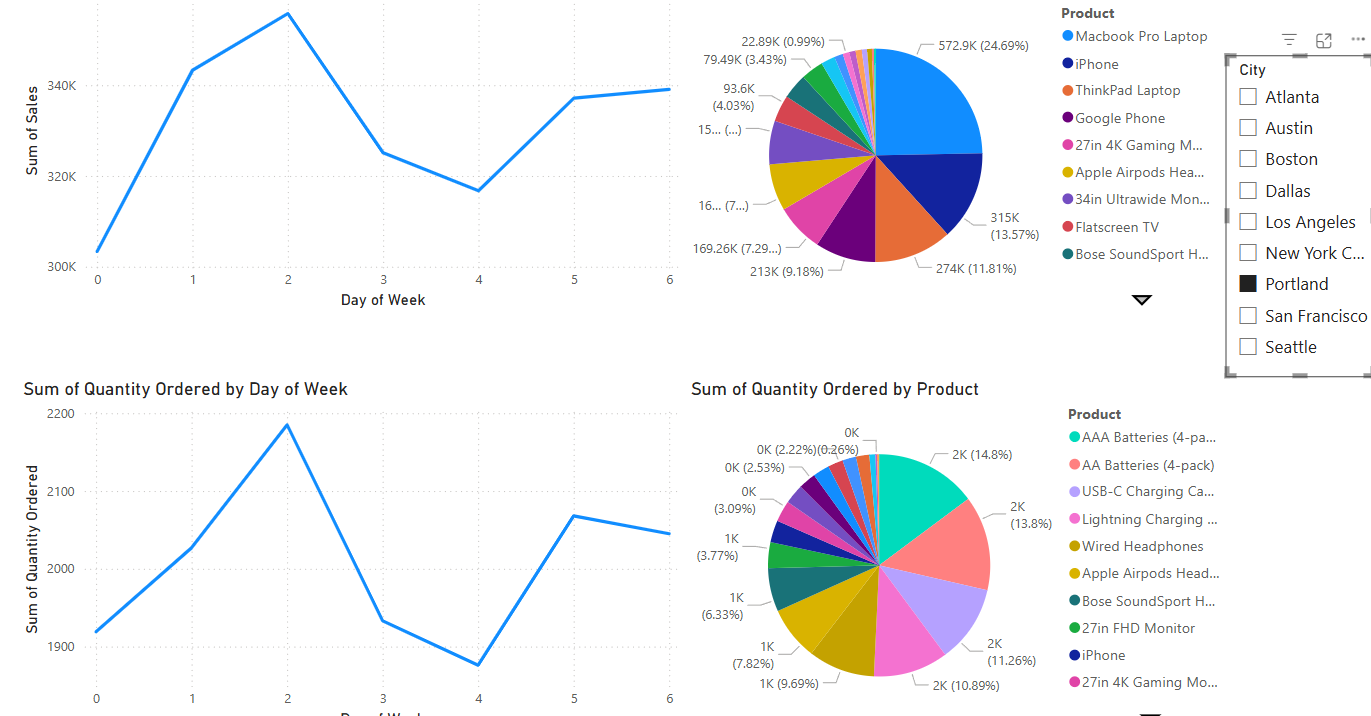 340K
320K
300K
Sum of Sales
0 1 2 3 4 5 6
Day of Week
22.89K (0.99%)
79.49K (3.43%)
93.6K
(4.03%)
15... (...)
16... (7...)
169.26K (7.29...)
213K (9.18%)
572.9K (24.69%)
315K
(13.57%)
274K (11.81%)
Product
Macbook Pro Laptop
iPhone
ThinkPad Laptop
Google Phone
27in 4K Gaming M...
Apple Airpods Hea...
34in Ultrawide Mon...
Flatscreen TV
Bose SoundSport H...
City
Atlanta
Austin
Boston
Dallas
Los Angeles
New York C...
Portland
San Francisco
Seattle
Sum of Quantity Ordered by Day of Week
2200
2100
2000
1900
Sum of Quantity Ordered
0 1 2 3 4 5 6
Sum of Quantity Ordered by Product
0K
0K (2.22%)
(0.26%)
0K (2.53%)
0K
(3.09%)
1K
(3.77%)
1K
(6.33%)
1K
(7.82%)
1K (9.69%)
2K (14.8%)
2K
(13.8%)
2K
(11.26%)
2K (10.89%)
Product
AAA Batteries (4-pa...
AA Batteries (4-pack)
USB-C Charging Ca...
Lightning Charging ...
Wired Headphones
Apple Airpods Head...
Bose SoundSport H...
27in FHD Monitor
iPhone
27in 4K Gaming Mo...